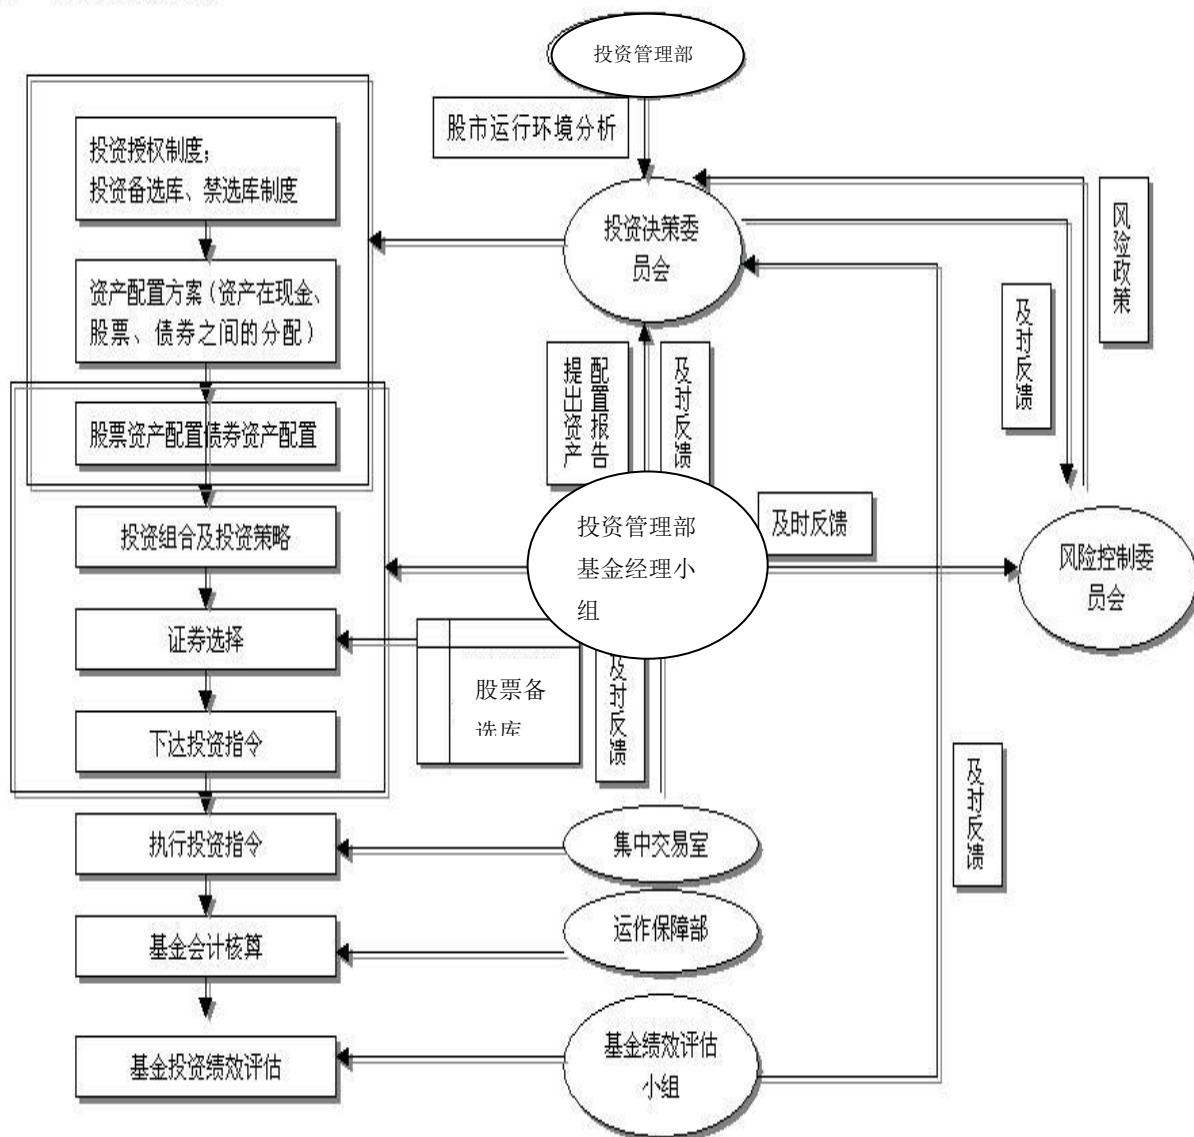 投资管理部
股市运行环境分析
投资授权制度；
投资备选库、禁选库制度
投资决策委
员会
风险政策
资产配置方案（资产在现金、
股票、债券之间的分配）
及时反馈
提出资产
配置报告
及时反馈
股票资产配置债券资产配置
投资组合及投资策略
投资管理部
基金经理小
组
及时反馈
风险控制委
员会
证券选择
股票备
选库
及时反馈
下达投资指令
及时反馈
执行投资指令
集中交易室
基金会计核算
运作保障部
基金投资绩效评估
基金绩效评估
小组